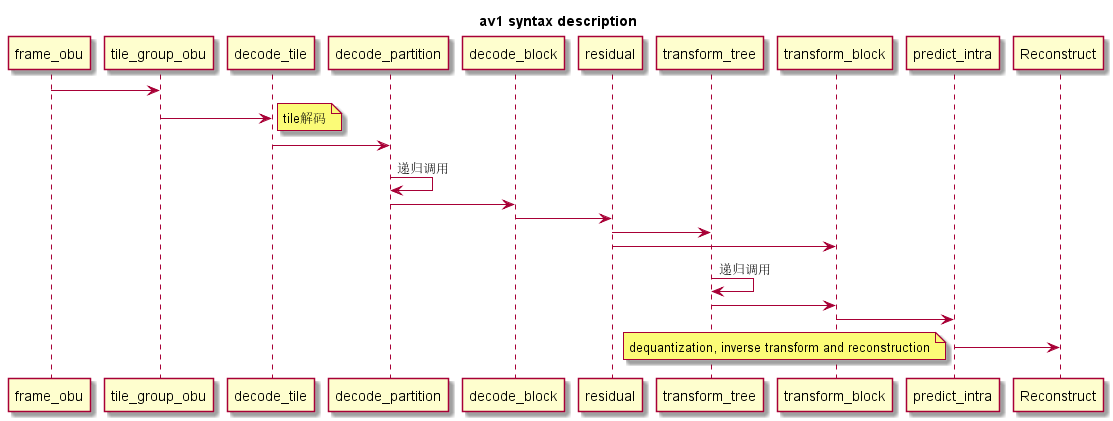 av1 syntax description
frame_obu tile_group_obu decode_tile decode_partition decode_block residual transform_tree transform_block predict_intra Reconstruct
tile解码
递归调用
递归调用
dequantization, inverse transform and reconstruction
frame_obu tile_group_obu decode_tile decode_partition decode_block residual transform_tree transform_block predict_intra Reconstruct